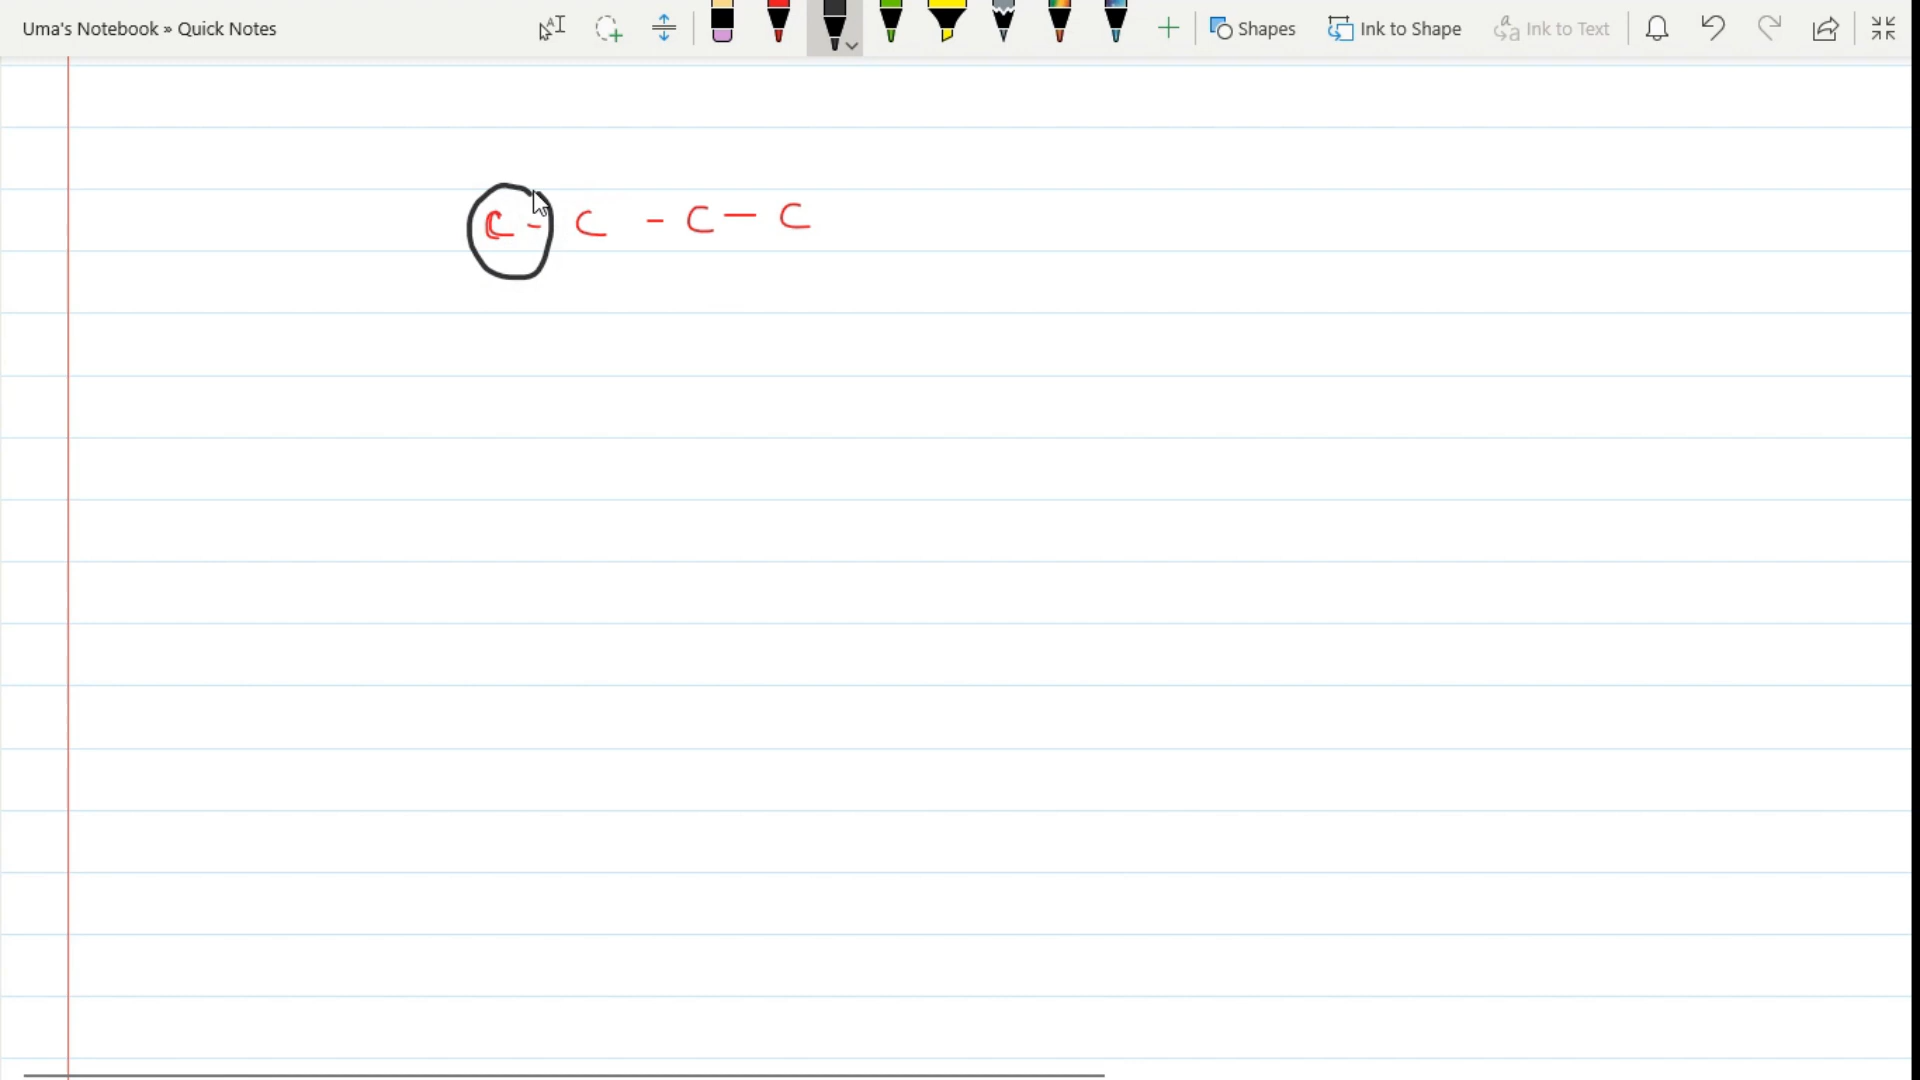 Uma's Notebook » Quick Notes Shapes Ink to Shape Ink to Text
C - C - C - C